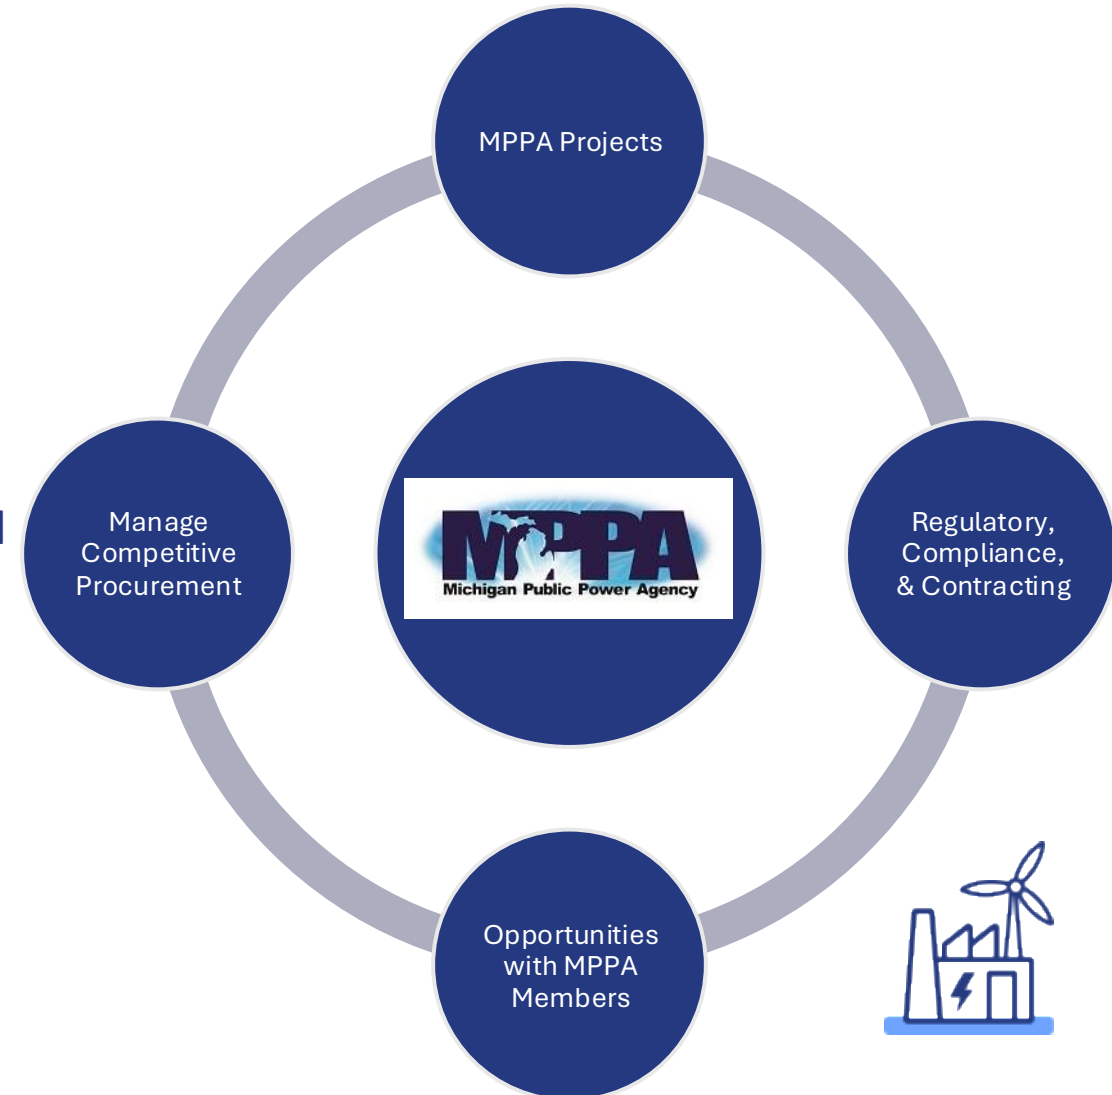 MPPA Projects
Manage
Competitive
Procurement
MPPA
Michigan Public Power Agency
Regulatory,
Compliance,
& Contracting
Opportunities
with MPPA
Members